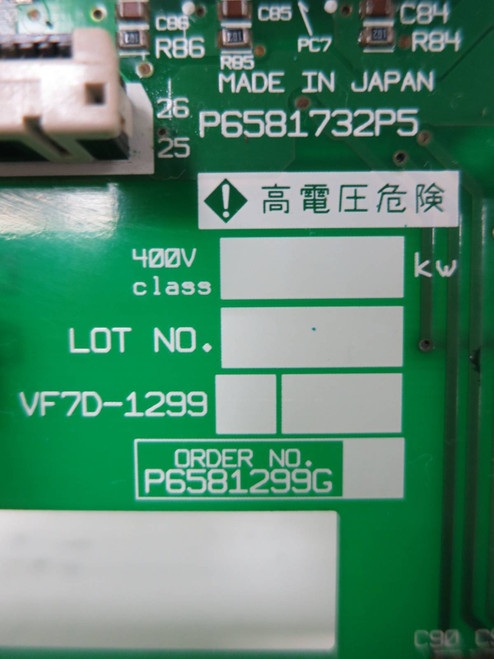 C86 C85 C84
R86 R85 PC7 R84
MADE IN JAPAN
26 P6581732P5
25
高電圧危険
400V
class kw
LOT NO.
VF7D-1299
ORDER NO.
P6581299G
C90